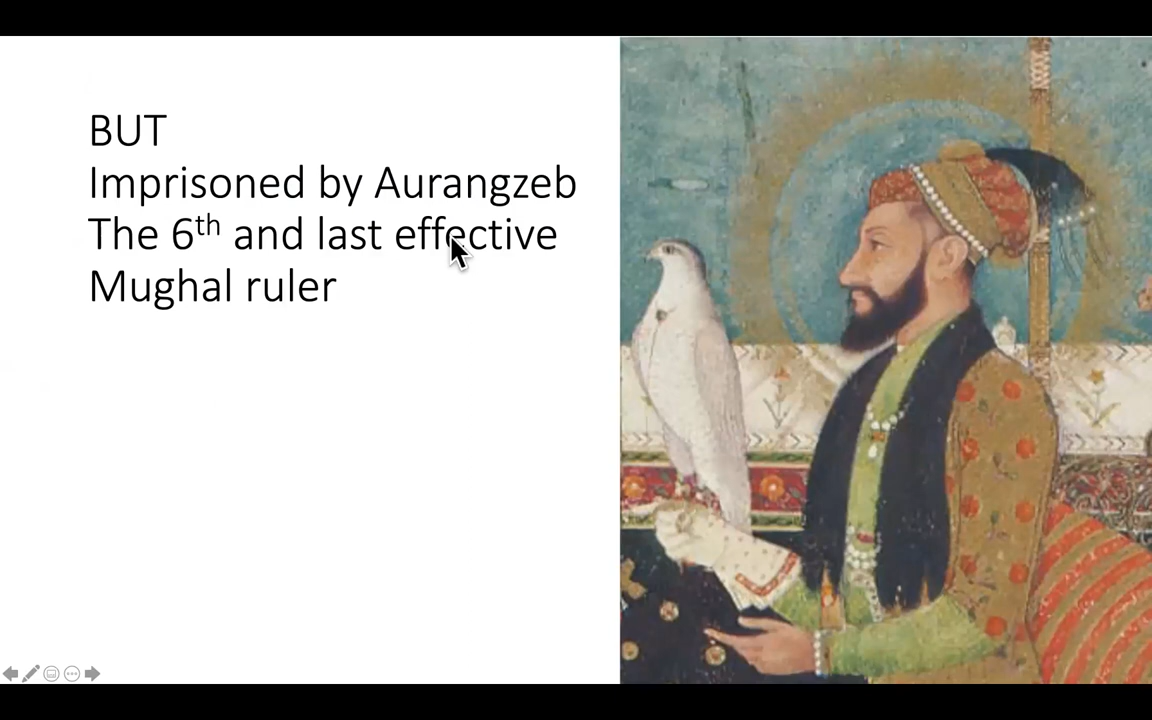 BUT
Imprisoned by Aurangzeb
The 6th and last effective
Mughal ruler